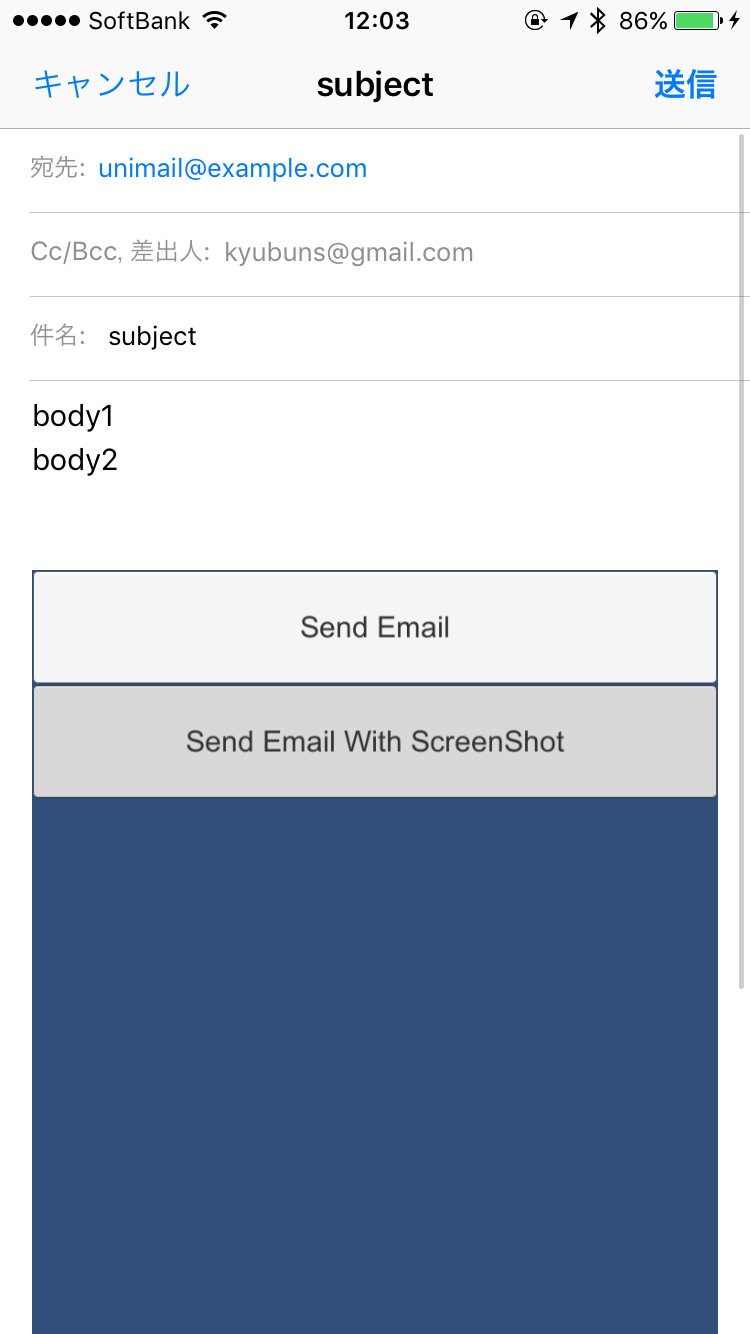 SoftBank 12:03 86%
キャンセル subject 送信
宛先: unimail@example.com
Cc/Bcc, 差出人: kyubuns@gmail.com
件名: subject
body1
body2
Send Email
Send Email With ScreenShot